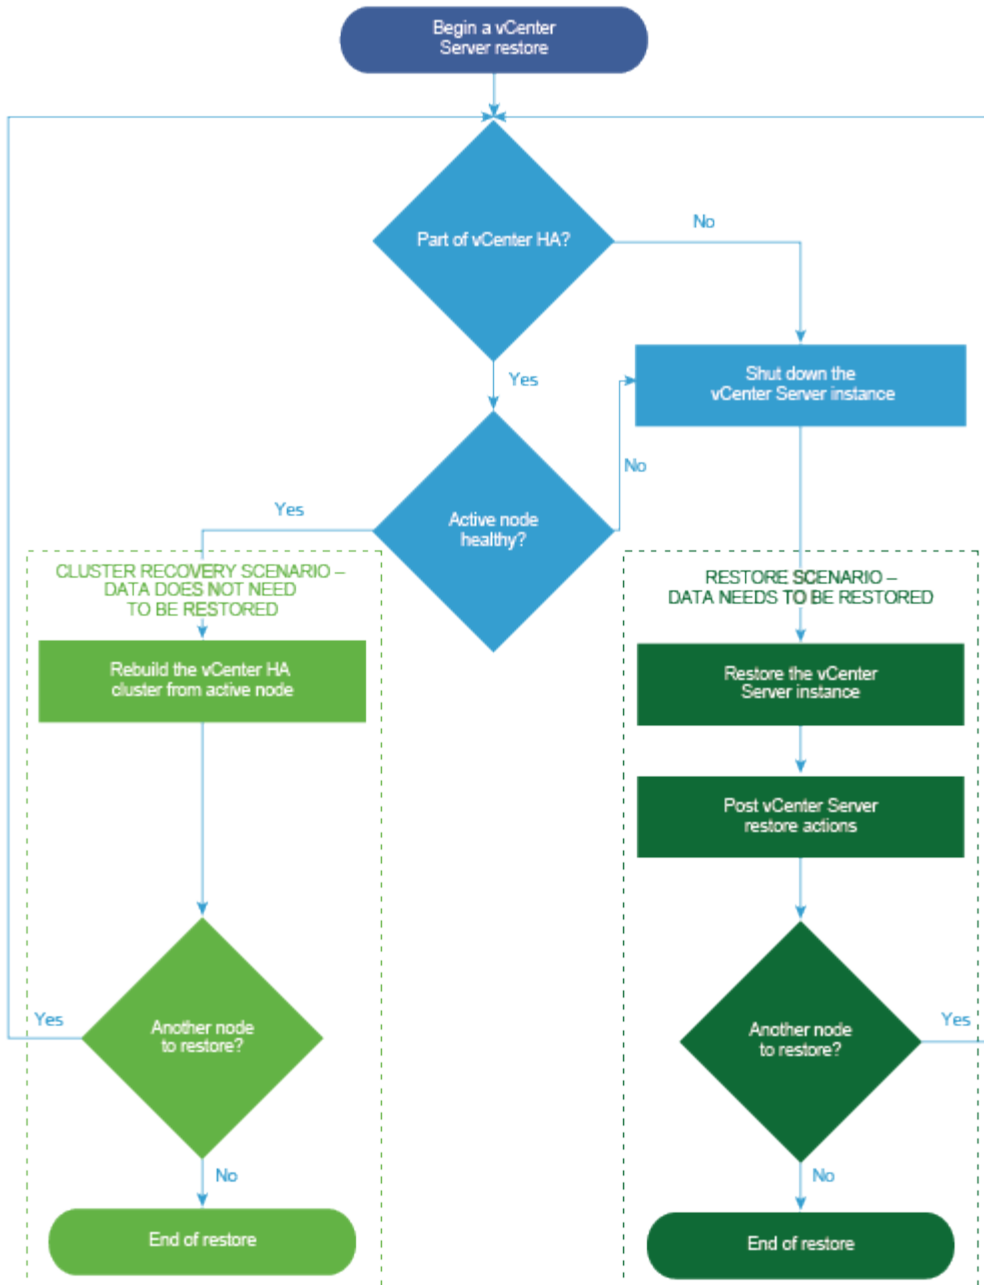 Begin a vCenter
Server restore
Part of vCenter HA?
No
Yes
Shut down the
vCenter Server instance
No
Active node
healthy?
Yes
CLUSTER RECOVERY SCENARIO –
DATA DOES NOT NEED
TO BE RESTORED
Rebuild the vCenter HA
cluster from active node
Another node
to restore?
Yes
No
End of restore
RESTORE SCENARIO –
DATA NEEDS TO BE RESTORED
Restore the vCenter
Server instance
Post vCenter Server
restore actions
Another node
to restore?
Yes
No
End of restore